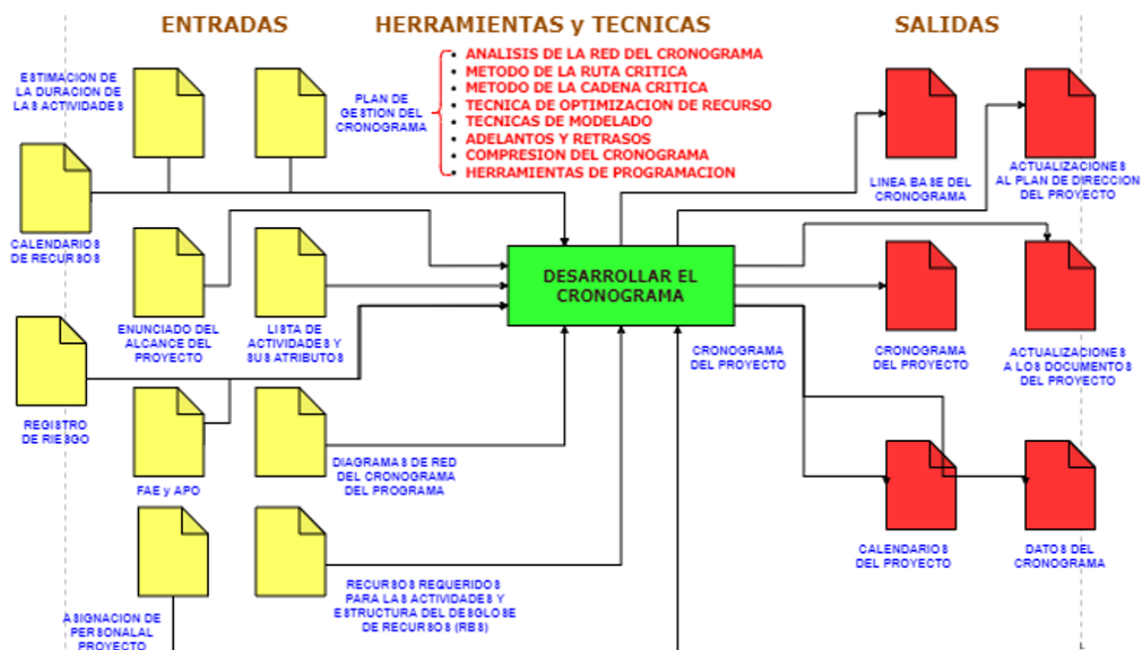 ENTRADAS
HERRAMIENTAS y TECNICAS
SALIDAS
ESTIMACION DE
LA DURACION DE
LAS ACTIVIDADES
PLAN DE
GESTION DEL
CRONOGRAMA
• ANALISIS DE LA RED DEL CRONOGRAMA
• METODO DE LA RUTA CRITICA
• METODO DE LA CADENA CRITICA
• TECNICA DE OPTIMIZACION DE RECURSO
• TECNICAS DE MODELADO
• ADELANTOS Y RETRASOS
• COMPRESION DEL CRONOGRAMA
• HERRAMIENTAS DE PROGRAMACION
LINEA BASE DEL
CRONOGRAMA
ACTUALIZACIONES
AL PLAN DE DIRECCION
DEL PROYECTO
CALENDARIOS
DE RECURSOS
DESARROLLAR EL
CRONOGRAMA
ENUNCIADO DEL
ALCANCE DEL
PROYECTO
LISTA DE
ACTIVIDADES Y
SUS ATRIBUTOS
CRONOGRAMA
DEL PROYECTO
CRONOGRAMA
DEL PROYECTO
ACTUALIZACIONES
A LOS DOCUMENTOS
DEL PROYECTO
REGISTRO
DE RIESGO
FAE y APO
DIAGRAMAS DE RED
DEL CRONOGRAMA
DEL PROGRAMA
CALENDARIOS
DEL PROYECTO
DATOS DEL
CRONOGRAMA
RECURSOS REQUERIDOS
PARA LAS ACTIVIDADES Y
ESTRUCTURA DEL DESGLOSE
DE RECURSOS (RBS)
ASIGNACION DE
PERSONALAL
PROYECTO